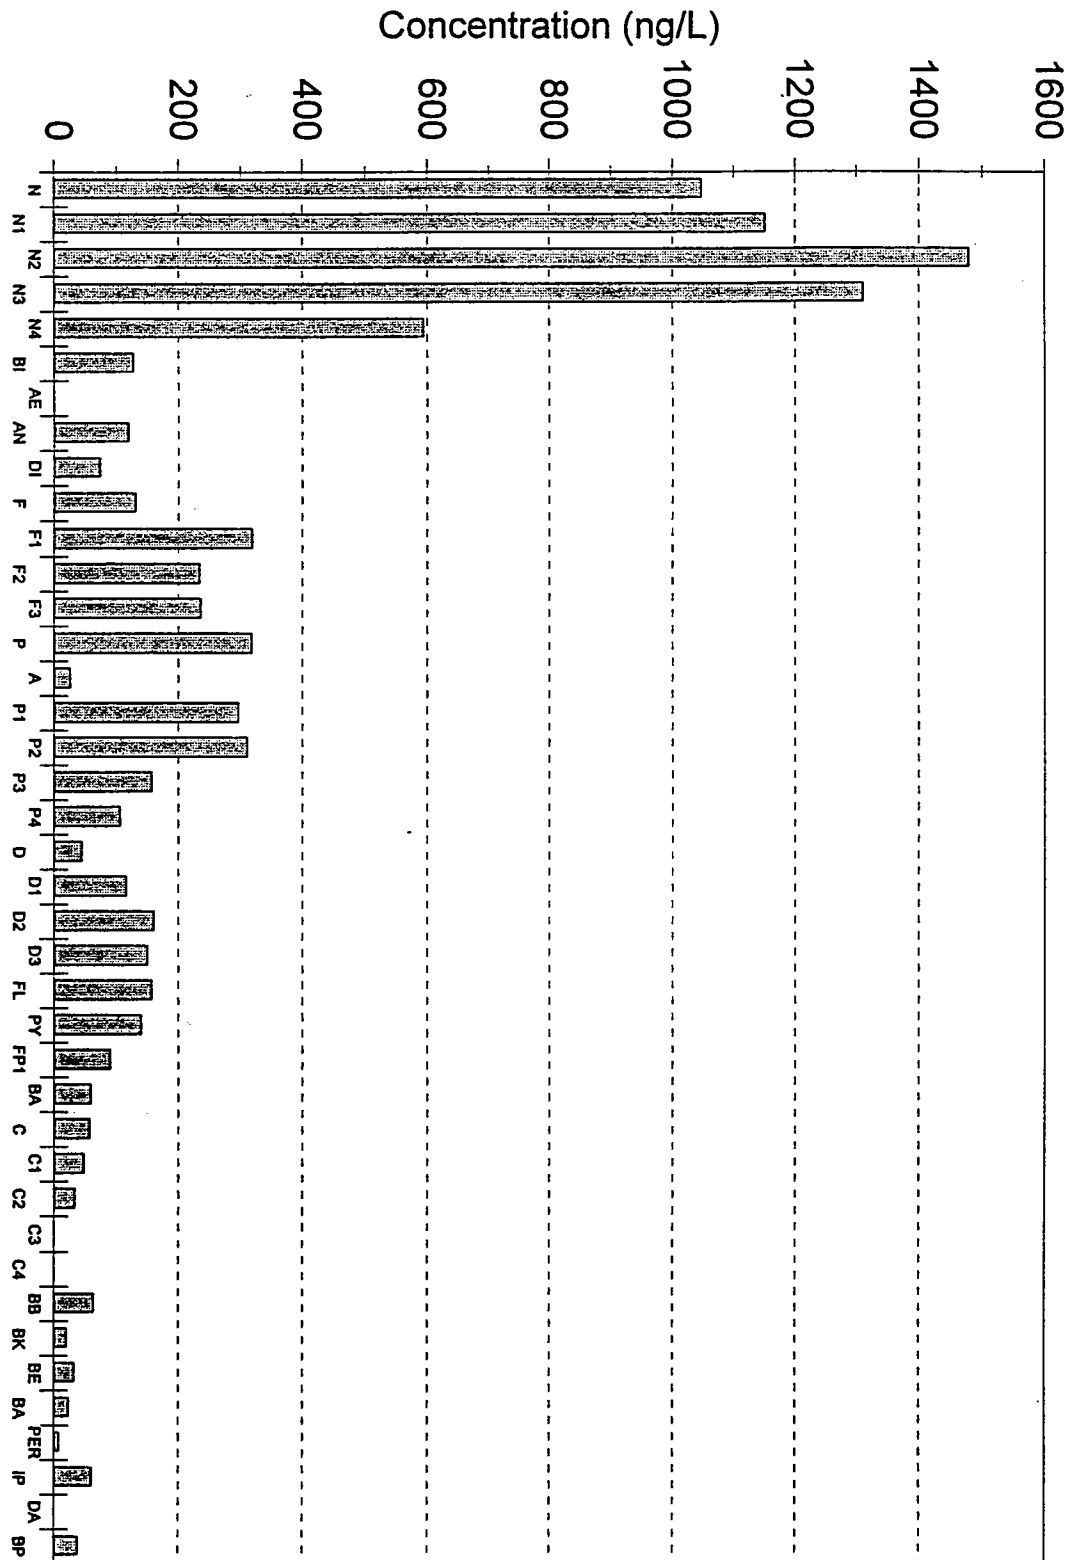 Concentration (ng/L)
1600
1400
1200
1000
800
600
400
200
0
N
N1
N2
N3
N4
BI
AE
AN
DI
F
F1
F2
F3
P
A
P1
P2
P3
P4
D
D1
D2
D3
FL
PY
FP1
BA
C
C1
C2
C3
C4
BB
BK
BE
BA
PER
IP
DA
BP